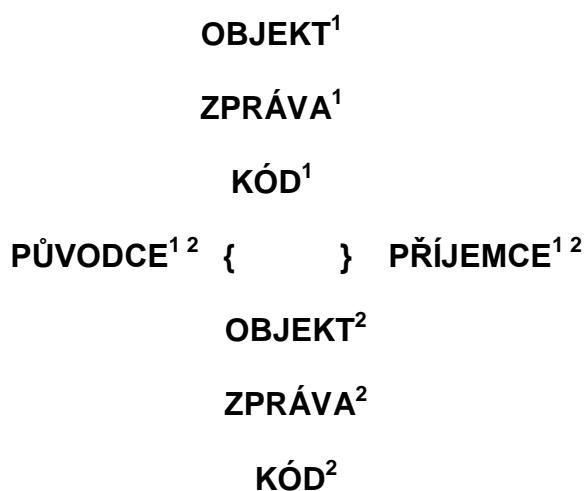 OBJEKT¹
ZPRÁVA¹
KÓD¹
PŮVODCE¹ ² { } PŘÍJEMCE¹ ²
OBJEKT²
ZPRÁVA²
KÓD²